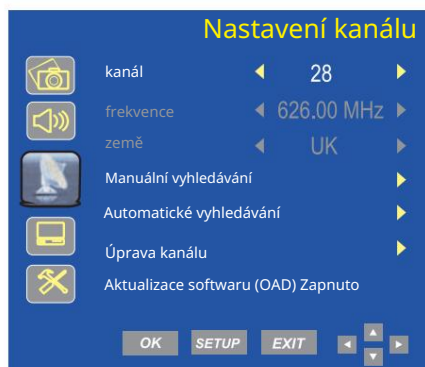 Nastavení kanálu
kanál 28
frekvence 626.00 MHz
země UK
Manuální vyhledávání
Automatické vyhledávání
Úprava kanálu
Aktualizace softwaru (OAD) Zapnuto
OK SETUP EXIT